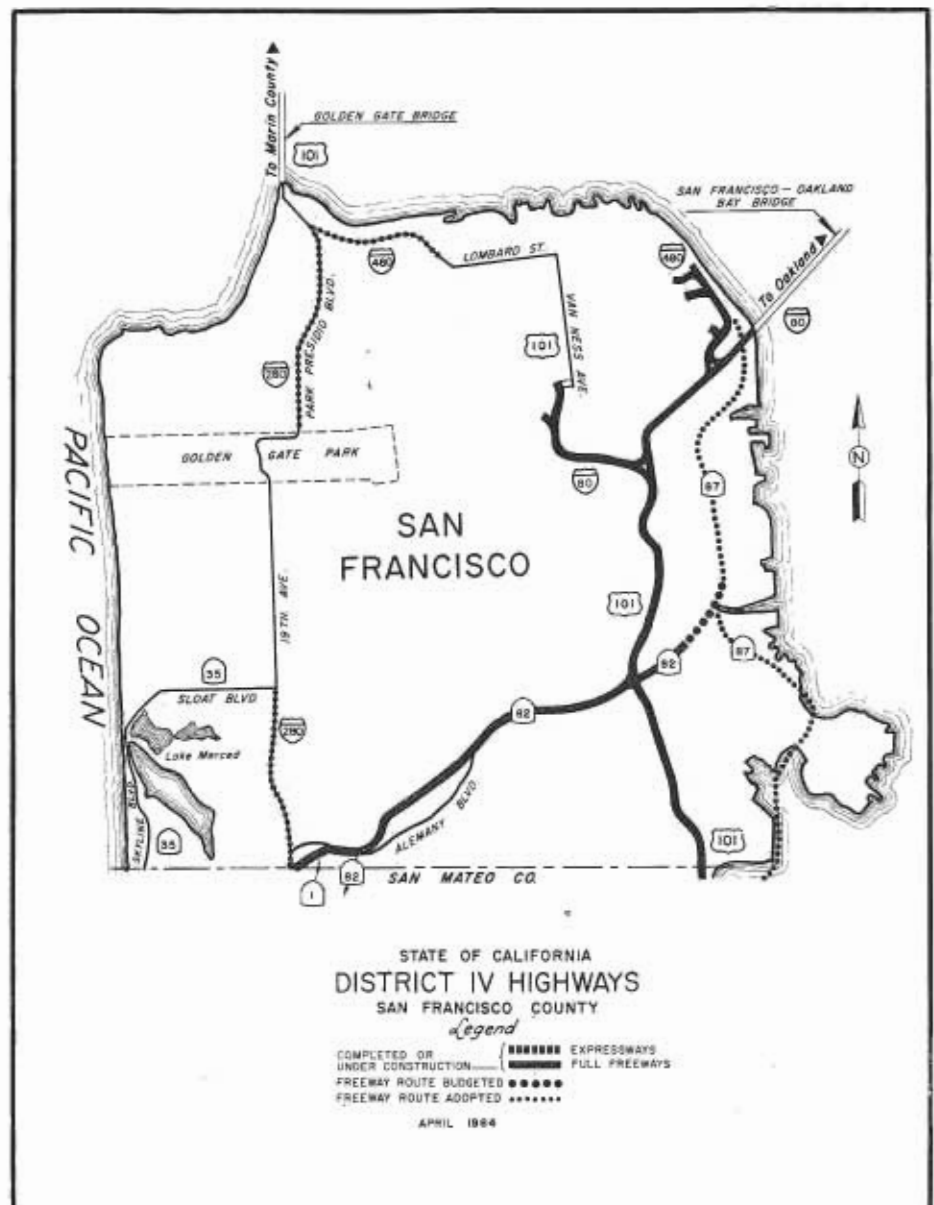 To Marin County
GOLDEN GATE BRIDGE
101
SAN FRANCISCO — OAKLAND
BAY BRIDGE
To Oakland
480
LOMBARD ST.
480
80
VAN NESS AVE.
101
280
PARK PRESIDIO BLVD.
GOLDEN GATE PARK
80
87
N
PACIFIC OCEAN
SAN
FRANCISCO
19TH. AVE.
101
82
87
35
SLOAT BLVD.
280
82
Lake Merced
SKYLINE BLVD.
35
ALEMANY BLVD.
101
1
82
SAN MATEO CO.
STATE OF CALIFORNIA
DISTRICT IV HIGHWAYS
SAN FRANCISCO COUNTY
Legend
COMPLETED OR
UNDER CONSTRUCTION
EXPRESSWAYS
FULL FREEWAYS
FREEWAY ROUTE BUDGETED
FREEWAY ROUTE ADOPTED
APRIL 1964